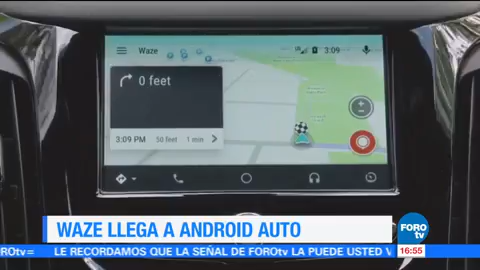 Waze
3:09
0 feet
3:09 PM 50 feet 1 min
WAZE LLEGA A ANDROID AUTO
FORO
tv
ROtv= LE RECORDAMOS QUE LA SEÑAL DE FOROtv LA PUEDE USTED V
16:55